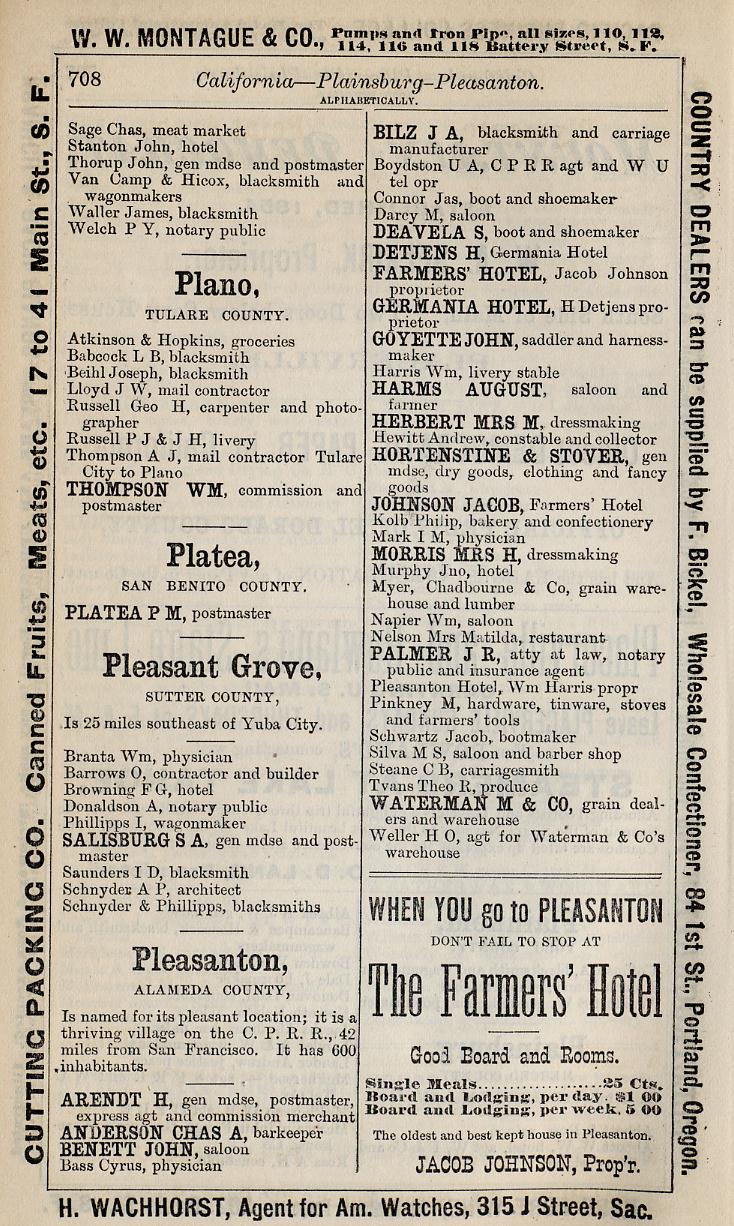 W. W. MONTAGUE & CO., Pumps and Iron Pipe, all sizes, 110, 112,
114, 116 and 118 Battery Street, S. F.
CUTTING PACKING CO. Canned Fruits, Meats, etc. 17 to 41 Main St., S. F.
708 California—Plainsburg–Pleasanton.
ALPHABETICALLY.
Sage Chas, meat market
Stanton John, hotel
Thorup John, gen mdse and postmaster
Van Camp & Hicox, blacksmith and
wagonmakers
Waller James, blacksmith
Welch P Y, notary public
Plano,
TULARE COUNTY.
Atkinson & Hopkins, groceries
Babcock L B, blacksmith
Beihl Joseph, blacksmith
Lloyd J W, mail contractor
Russell Geo H, carpenter and photo-
grapher
Russell P J & J H, livery
Thompson A J, mail contractor Tulare
City to Plano
THOMPSON WM, commission and
postmaster
Platea,
SAN BENITO COUNTY.
PLATEA P M, postmaster
Pleasant Grove,
SUTTER COUNTY,
Is 25 miles southeast of Yuba City.
Branta Wm, physician
Barrows O, contractor and builder
Browning F G, hotel
Donaldson A, notary public
Phillipps I, wagonmaker
SALISBURG S A, gen mdse and post-
master
Saunders I D, blacksmith
Schnyder A P, architect
Schnyder & Phillipps, blacksmiths
Pleasanton,
ALAMEDA COUNTY,
Is named for its pleasant location; it is a
thriving village on the C. P. R. R., 42
miles from San Francisco. It has 600
inhabitants.
ARENDT H, gen mdse, postmaster,
express agt and commission merchant
ANDERSON CHAS A, barkeeper
BENETT JOHN, saloon
Bass Cyrus, physician
BILZ J A, blacksmith and carriage
manufacturer
Boydston U A, C P R R agt and W U
tel opr
Connor Jas, boot and shoemaker
Darcy M, saloon
DEAVELA S, boot and shoemaker
DETJENS H, Germania Hotel
FARMERS' HOTEL, Jacob Johnson
proprietor
GERMANIA HOTEL, H Detjens pro-
prietor
GOYETTE JOHN, saddler and harness-
maker
Harris Wm, livery stable
HARMS AUGUST, saloon and
farmer
HERBERT MRS M, dressmaking
Hewitt Andrew, constable and collector
HORTENSTINE & STOVER, gen
mdse, dry goods, clothing and fancy
goods
JOHNSON JACOB, Farmers' Hotel
Kolb Philip, bakery and confectionery
Mark I M, physician
MORRIS MRS H, dressmaking
Murphy Jno, hotel
Myer, Chadbourne & Co, grain ware-
house and lumber
Napier Wm, saloon
Nelson Mrs Matilda, restaurant
PALMER J R, atty at law, notary
public and insurance agent
Pleasanton Hotel, Wm Harris propr
Pinkney M, hardware, tinware, stoves
and farmers' tools
Schwartz Jacob, bootmaker
Silva M S, saloon and barber shop
Steane C B, carriagesmith
Tvans Theo R, produce
WATERMAN M & CO, grain deal-
ers and warehouse
Weller H O, agt for Waterman & Co's
warehouse
WHEN YOU go to PLEASANTON
DON'T FAIL TO STOP AT
The Farmers' Hotel
Good Board and Rooms.
Single Meals....................25 Cts.
Board and Lodging, per day. $1 00
Board and Lodging, per week. 5 00
The oldest and best kept house in Pleasanton.
JACOB JOHNSON, Prop'r.
COUNTRY DEALERS can be supplied by F. Bickel, Wholesale Confectioner, 84 1st St., Portland, Oregon.
H. WACHHORST, Agent for Am. Watches, 315 J Street, Sac.